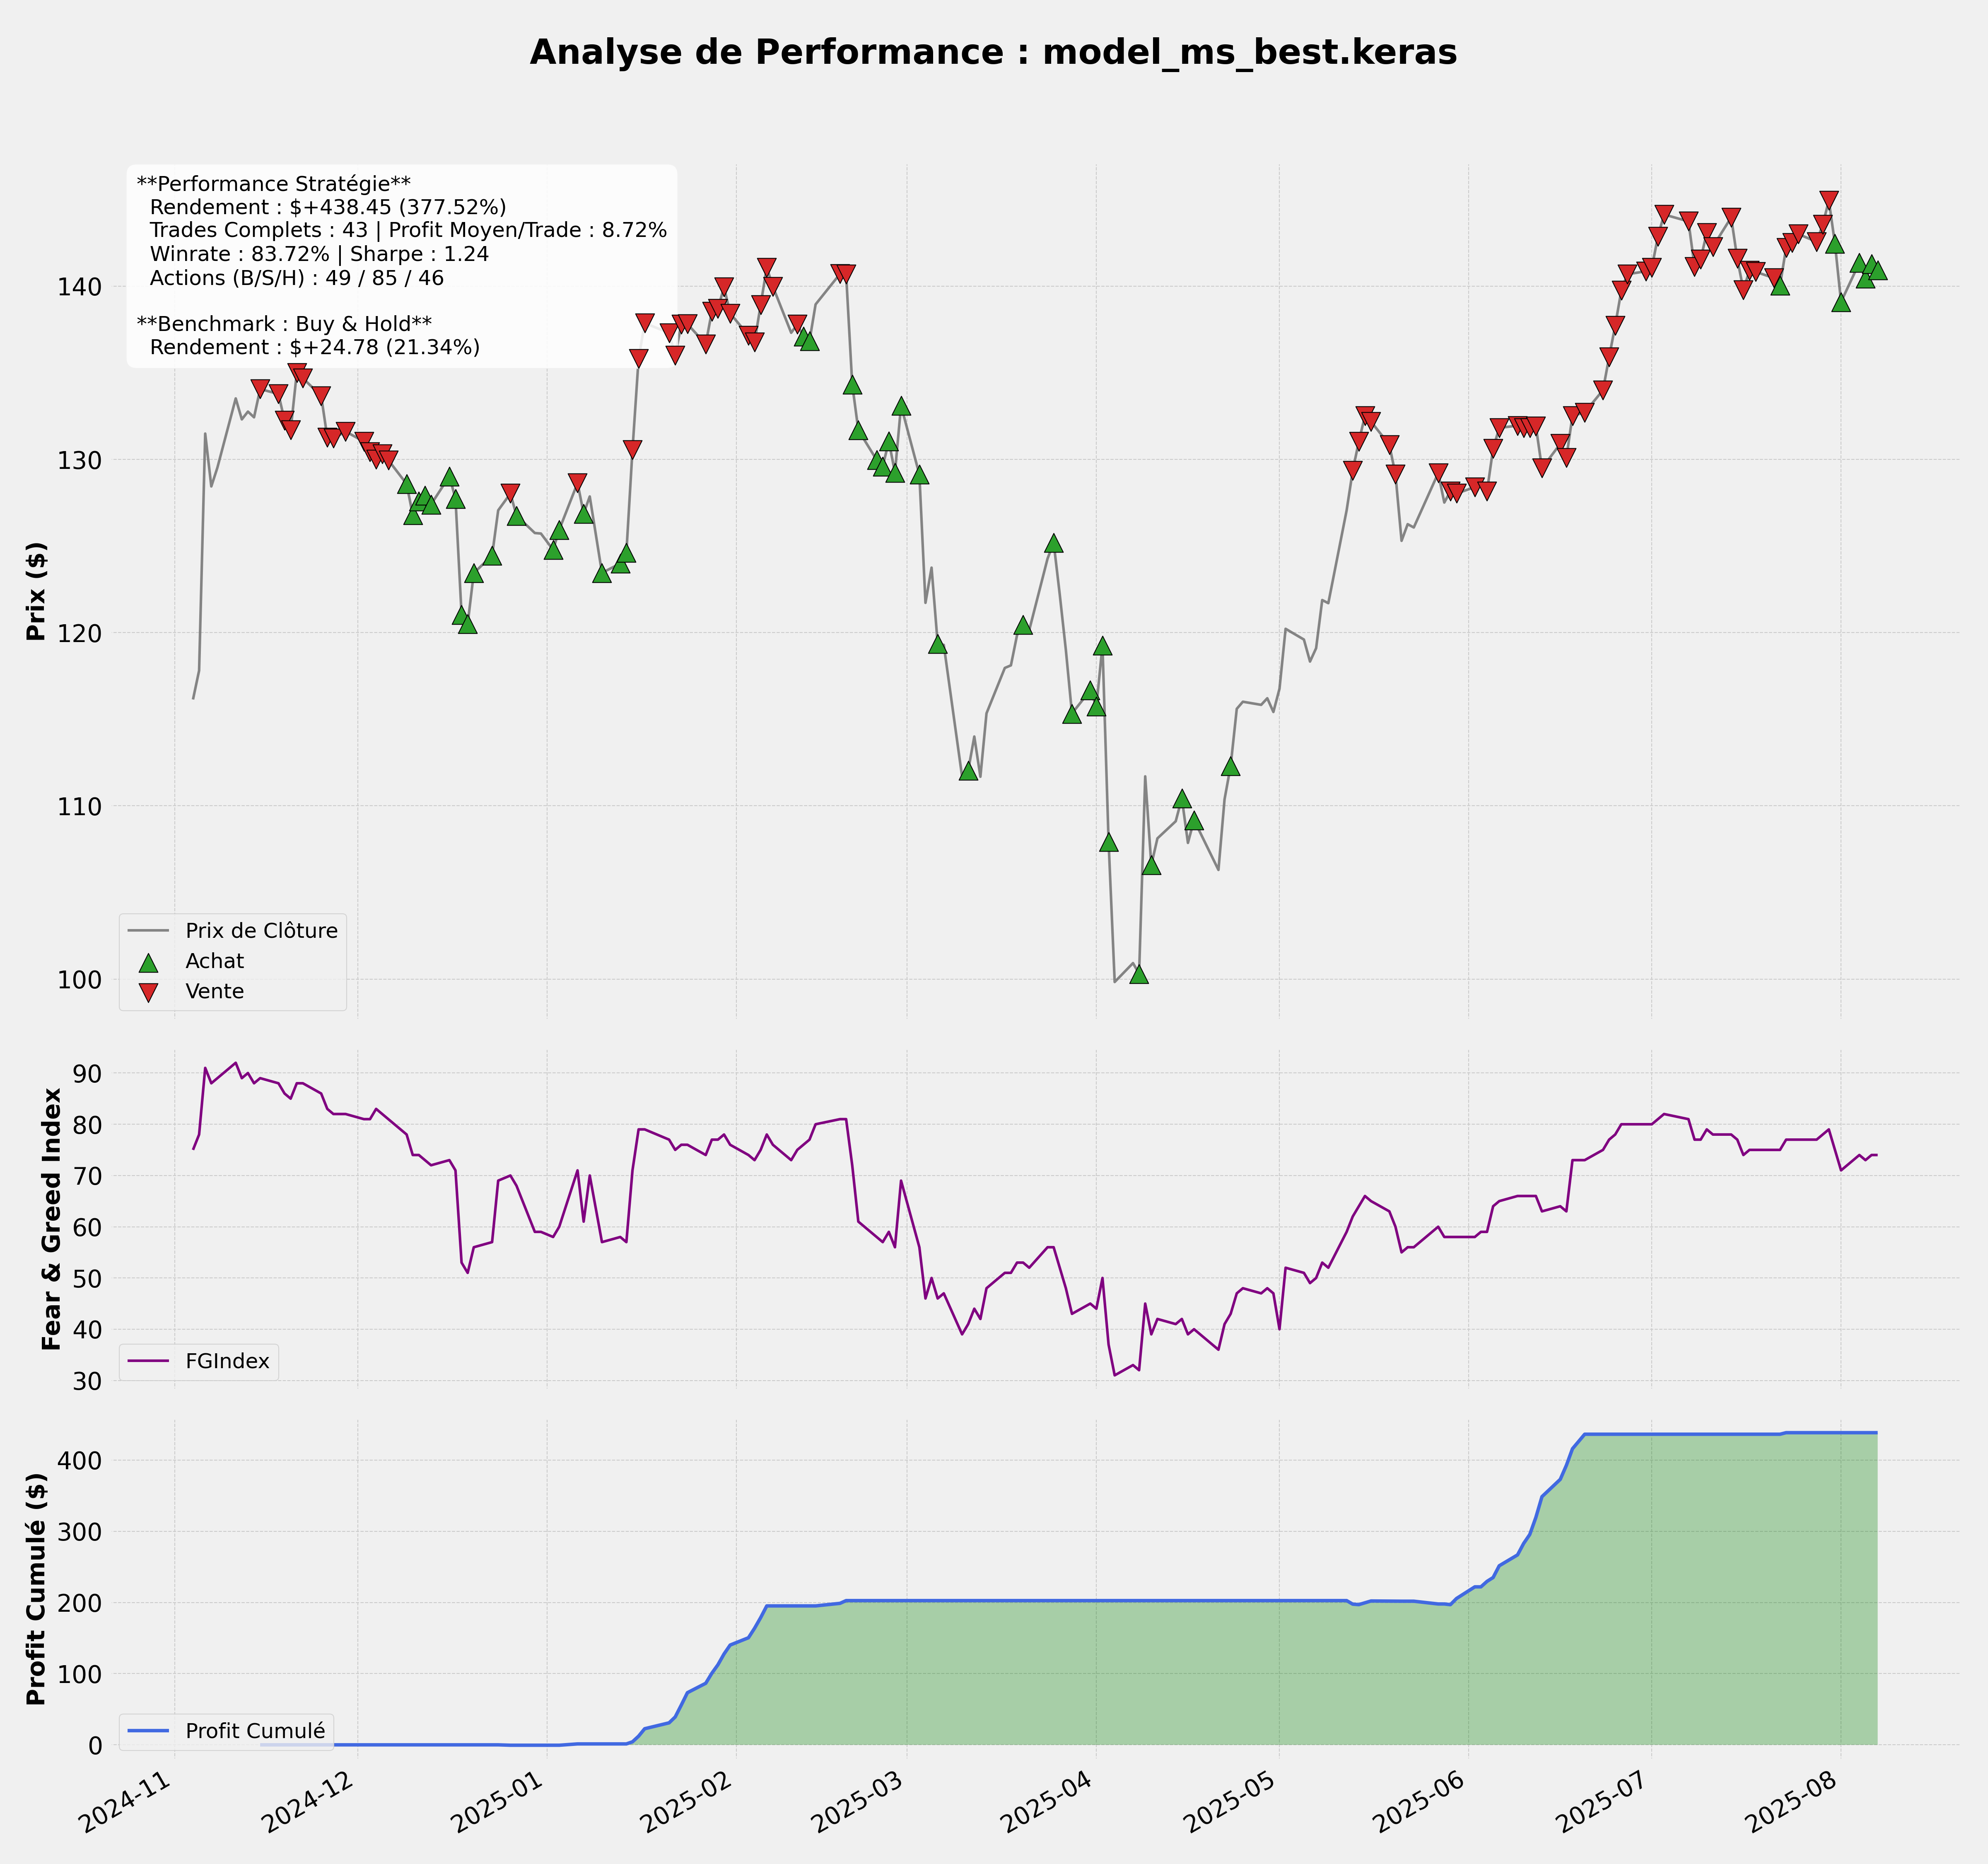 Analyse de Performance : model_ms_best.keras
**Performance Stratégie**
Rendement : $+438.45 (377.52%)
Trades Complets : 43 | Profit Moyen/Trade : 8.72%
Winrate : 83.72% | Sharpe : 1.24
Actions (B/S/H) : 49 / 85 / 46
**Benchmark : Buy & Hold**
Rendement : $+24.78 (21.34%)
Prix ($)
140
130
120
110
100
Prix de Clôture
Achat
Vente
Fear & Greed Index
90
80
70
60
50
40
30
FGIndex
Profit Cumulé ($)
400
300
200
100
0
Profit Cumulé
2024-11
2024-12
2025-01
2025-02
2025-03
2025-04
2025-05
2025-06
2025-07
2025-08